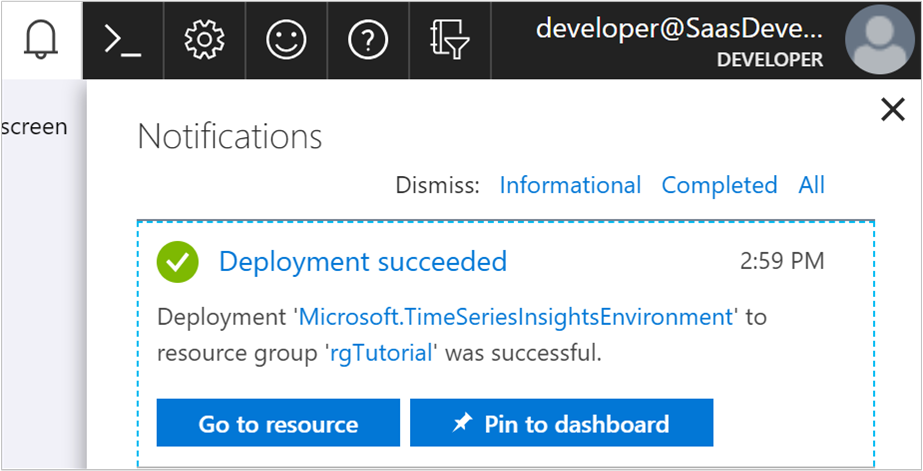 developer@SaasDeve...
DEVELOPER
screen
Notifications
Dismiss: Informational Completed All
Deployment succeeded 2:59 PM
Deployment 'Microsoft.TimeSeriesInsightsEnvironment' to
resource group 'rgTutorial' was successful.
Go to resource Pin to dashboard